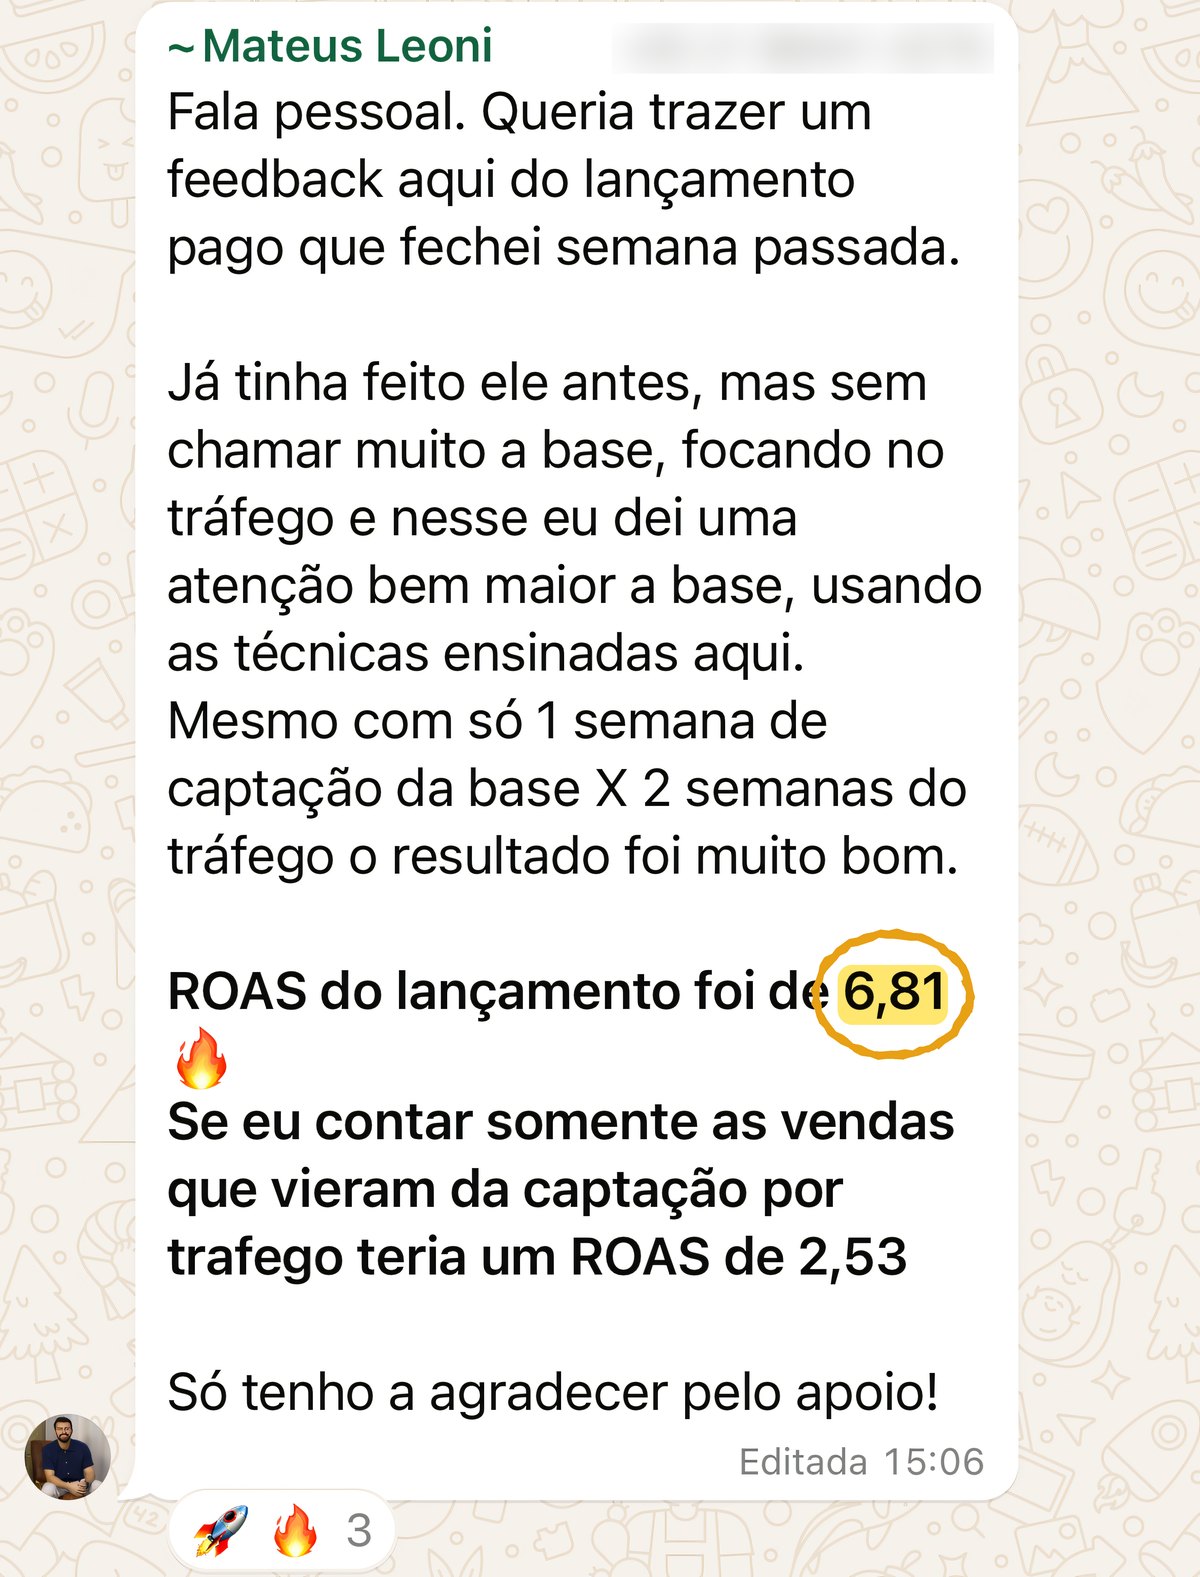 ~Mateus Leoni
Fala pessoal. Queria trazer um
feedback aqui do lançamento
pago que fechei semana passada.
Já tinha feito ele antes, mas sem
chamar muito a base, focando no
tráfego e nesse eu dei uma
atenção bem maior a base, usando
as técnicas ensinadas aqui.
Mesmo com só 1 semana de
captação da base X 2 semanas do
tráfego o resultado foi muito bom.
ROAS do lançamento foi de 6,81
🔥
Se eu contar somente as vendas
que vieram da captação por
trafego teria um ROAS de 2,53
Só tenho a agradecer pelo apoio!
Editada 15:06
🚀 🔥 3